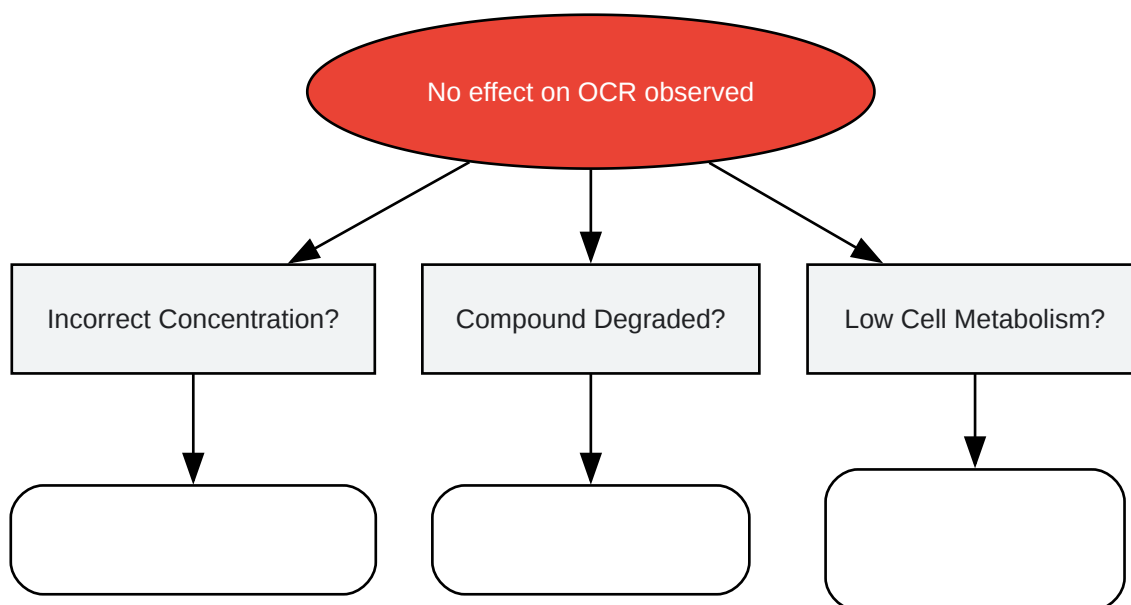 No effect on OCR observed
Incorrect Concentration?
Compound Degraded?
Low Cell Metabolism?